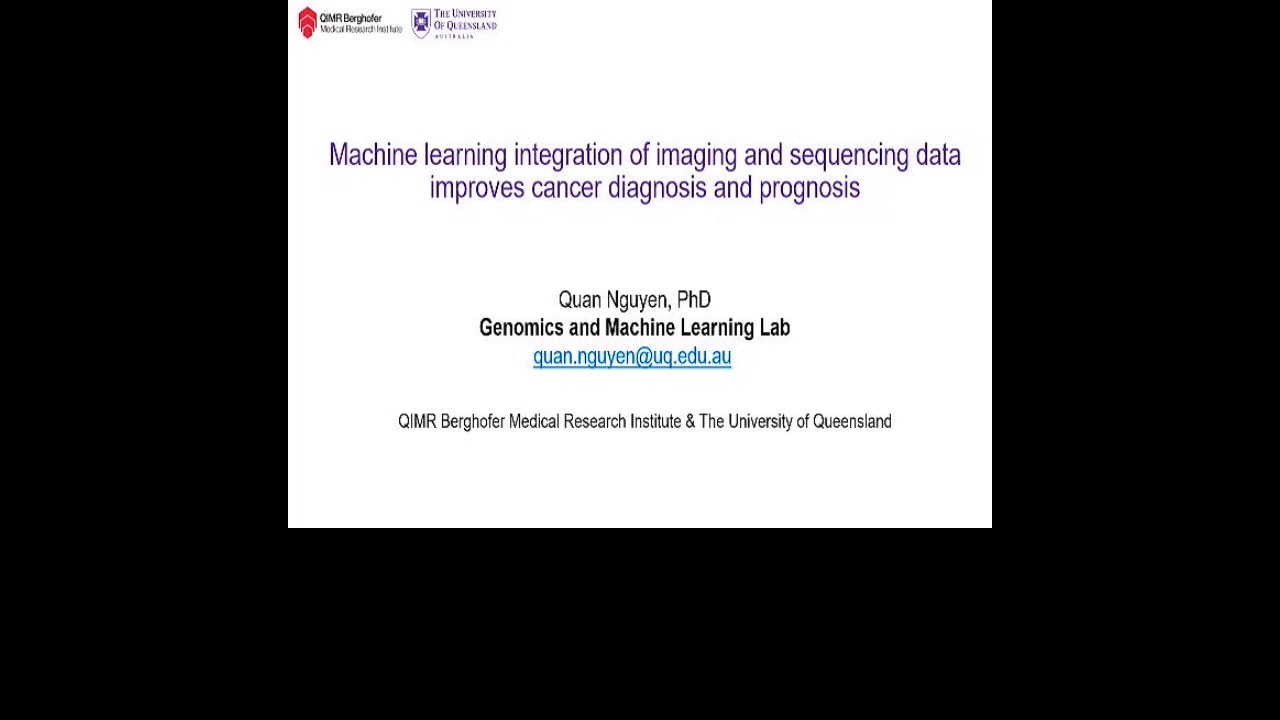 QIMR Berghofer
Medical Research Institute
THE UNIVERSITY
OF QUEENSLAND
AUSTRALIA
Machine learning integration of imaging and sequencing data
improves cancer diagnosis and prognosis
Quan Nguyen, PhD
Genomics and Machine Learning Lab
quan.nguyen@uq.edu.au
QIMR Berghofer Medical Research Institute & The University of Queensland